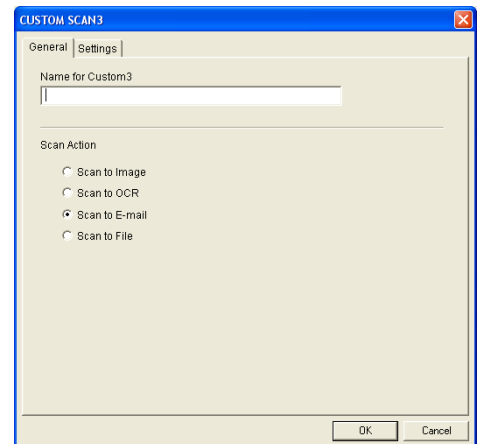 CUSTOM SCAN3
General Settings
Name for Custom3
Scan Action
Scan to Image
Scan to OCR
Scan to E-mail
Scan to File
OK Cancel